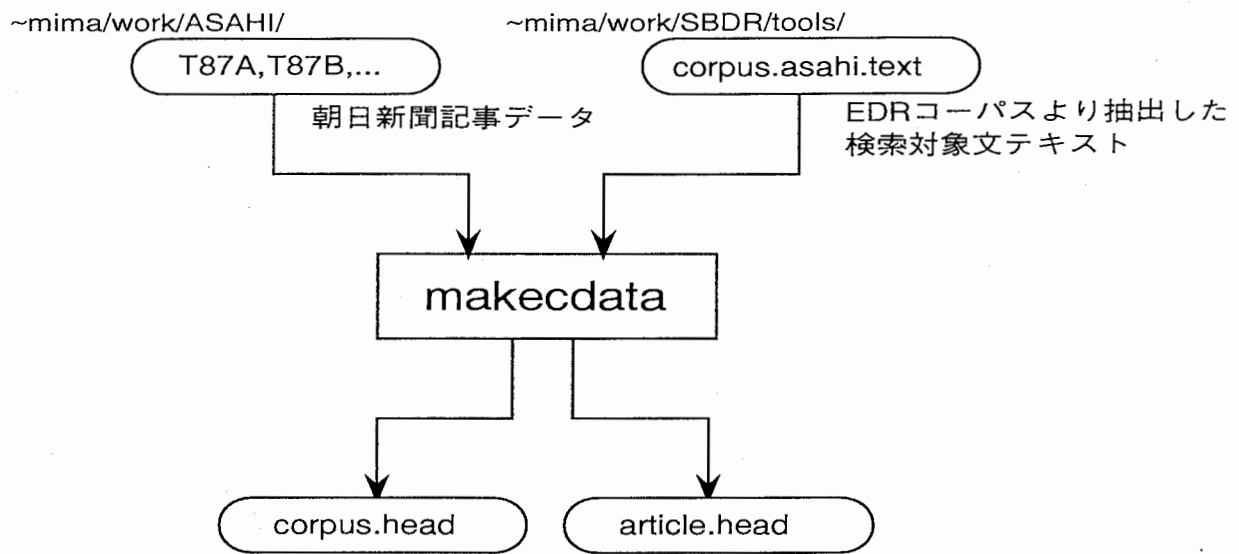 ~mima/work/ASAHI/
~mima/work/SBDR/tools/
T87A,T87B,...
corpus.asahi.text
朝日新聞記事データ
EDRコーパスより抽出した
検索対象文テキスト
makecdata
corpus.head
article.head